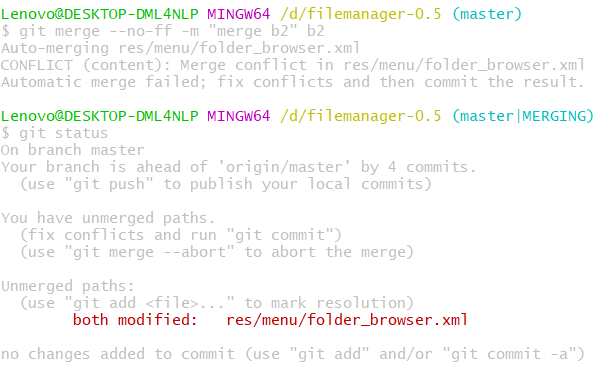 Lenovo@DESKTOP-DML4NLP MINGW64 /d/filemanager-0.5 (master)
$ git merge --no-ff -m "merge b2" b2
Auto-merging res/menu/folder_browser.xml
CONFLICT (content): Merge conflict in res/menu/folder_browser.xml
Automatic merge failed; fix conflicts and then commit the result.
Lenovo@DESKTOP-DML4NLP MINGW64 /d/filemanager-0.5 (master|MERGING)
$ git status
On branch master
Your branch is ahead of 'origin/master' by 4 commits.
(use "git push" to publish your local commits)
You have unmerged paths.
(fix conflicts and run "git commit")
(use "git merge --abort" to abort the merge)
Unmerged paths:
(use "git add <file>..." to mark resolution)
both modified:   res/menu/folder_browser.xml
no changes added to commit (use "git add" and/or "git commit -a")